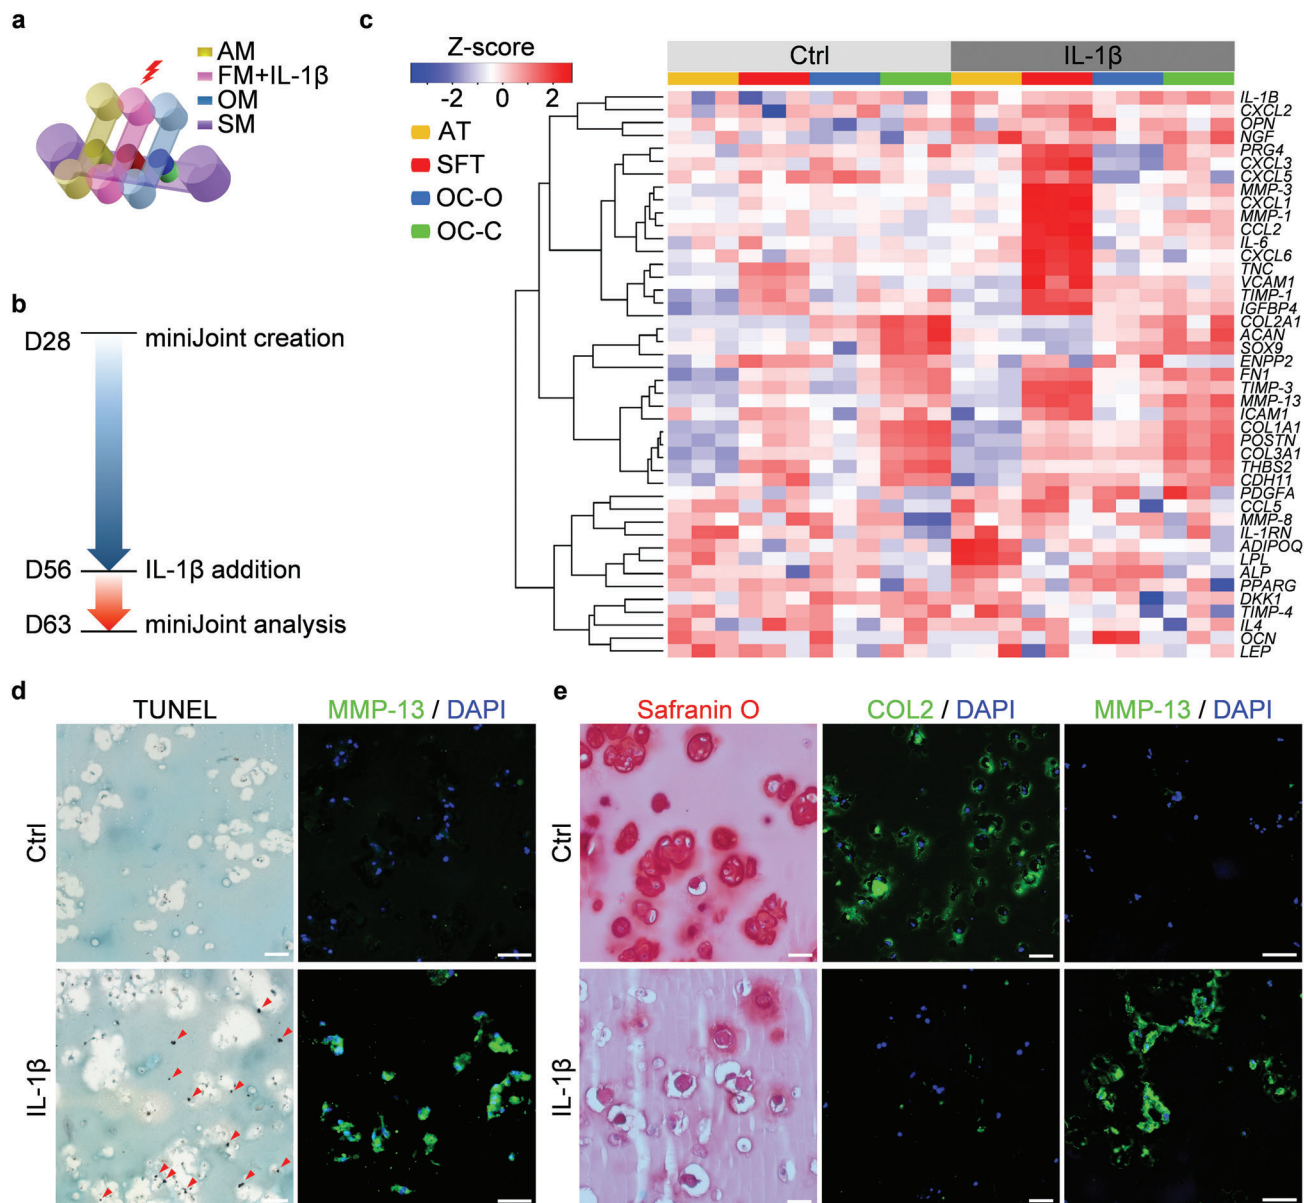 a
AM
FM+IL-1β
OM
SM
b
D28
miniJoint creation
D56
IL-1β addition
D63
miniJoint analysis
c
Z-score
-2 0 2
AT
SFT
OC-O
OC-C
Ctrl
IL-1β
IL-1B
CXCL2
OPN
NGF
PRG4
CXCL3
CXCL5
MMP-3
CXCL1
MMP-1
CCL2
IL-6
CXCL6
TNC
VCAM1
TIMP-1
IGFBP4
COL2A1
ACAN
SOX9
ENPP2
FN1
TIMP-3
MMP-13
ICAM1
COL1A1
POSTN
COL3A1
THBS2
CDH11
PDGFA
CCL5
MMP-8
IL-1RN
ADIPOQ
LPL
ALP
PPARG
DKK1
TIMP-4
IL4
OCN
LEP
d
TUNEL
MMP-13 / DAPI
Ctrl
IL-1β
e
Safranin O
COL2 / DAPI
MMP-13 / DAPI
Ctrl
IL-1β